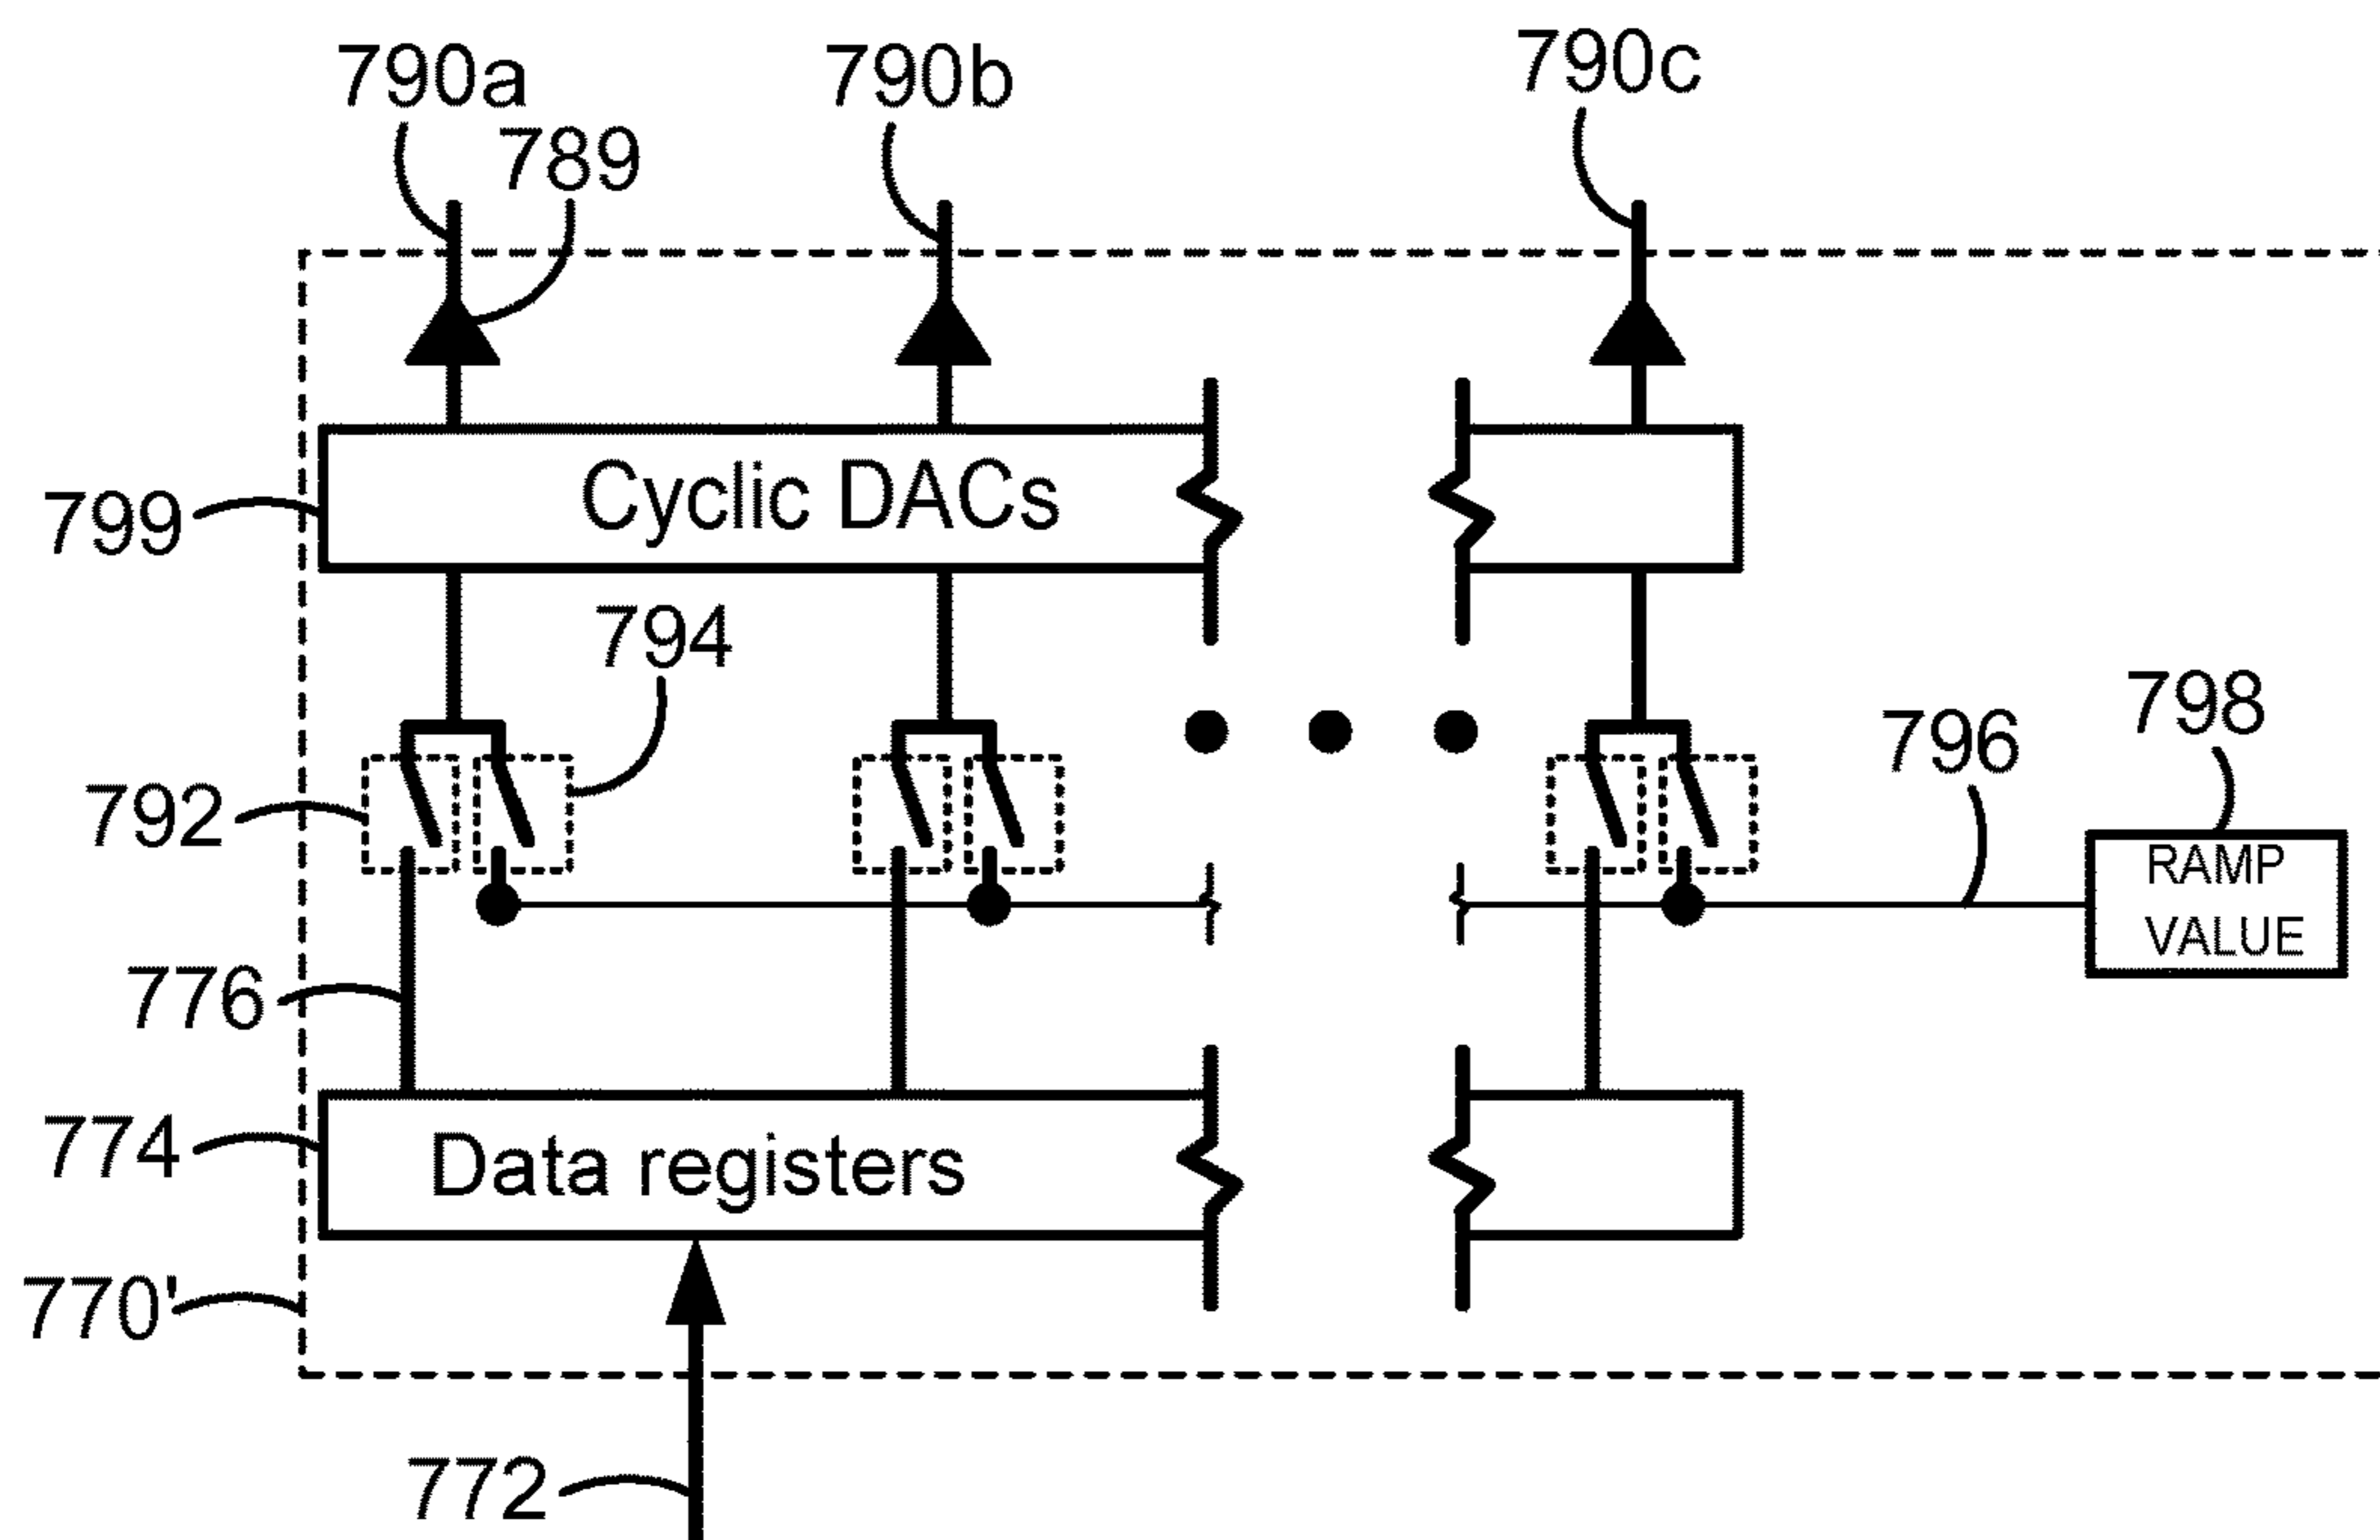 790a
790b
790c
789
Cyclic DACs
799
794
798
796
792
RAMP
VALUE
776
774
Data registers
770'
772